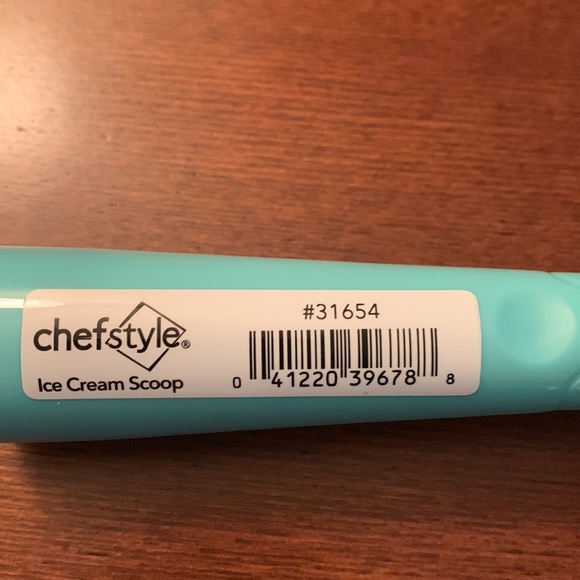 chefstyle®
Ice Cream Scoop
#31654
0 41220 39678 8